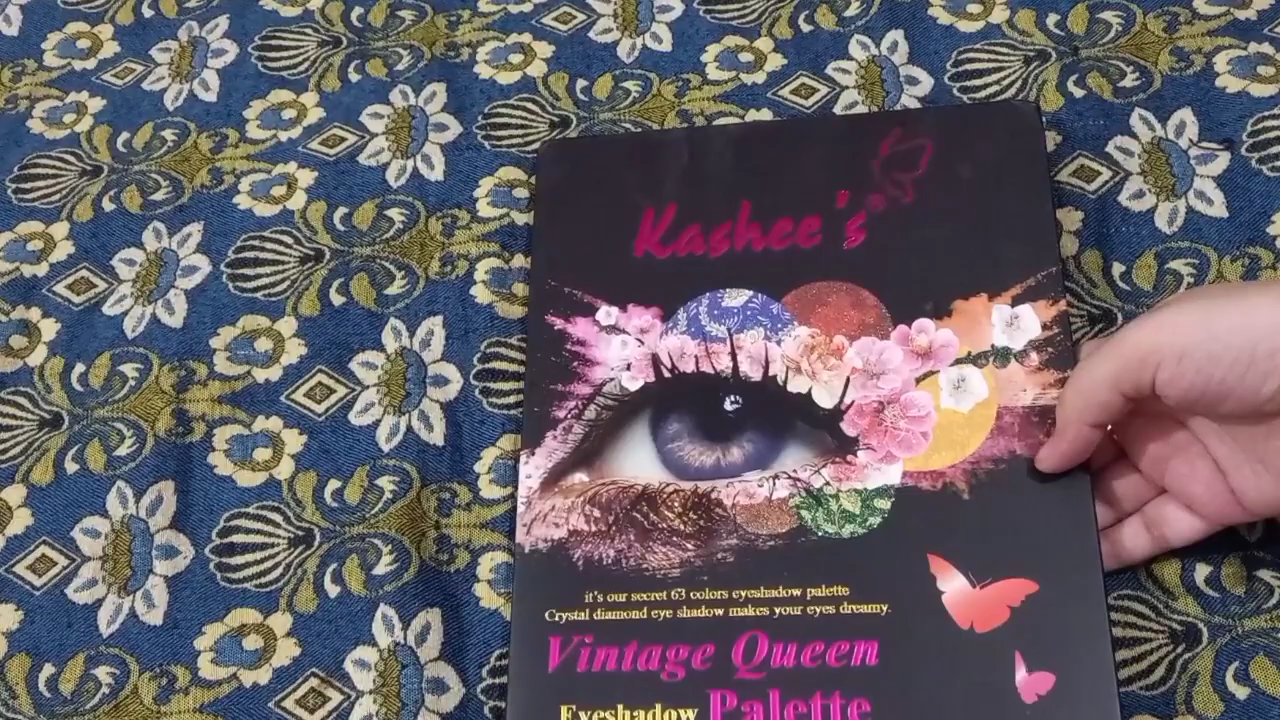 Kashee's®
it's our secret 63 colors eyeshadow palette
Crystal diamond eye shadow makes your eyes dreamy.
Vintage Queen
Eyeshadow Palette